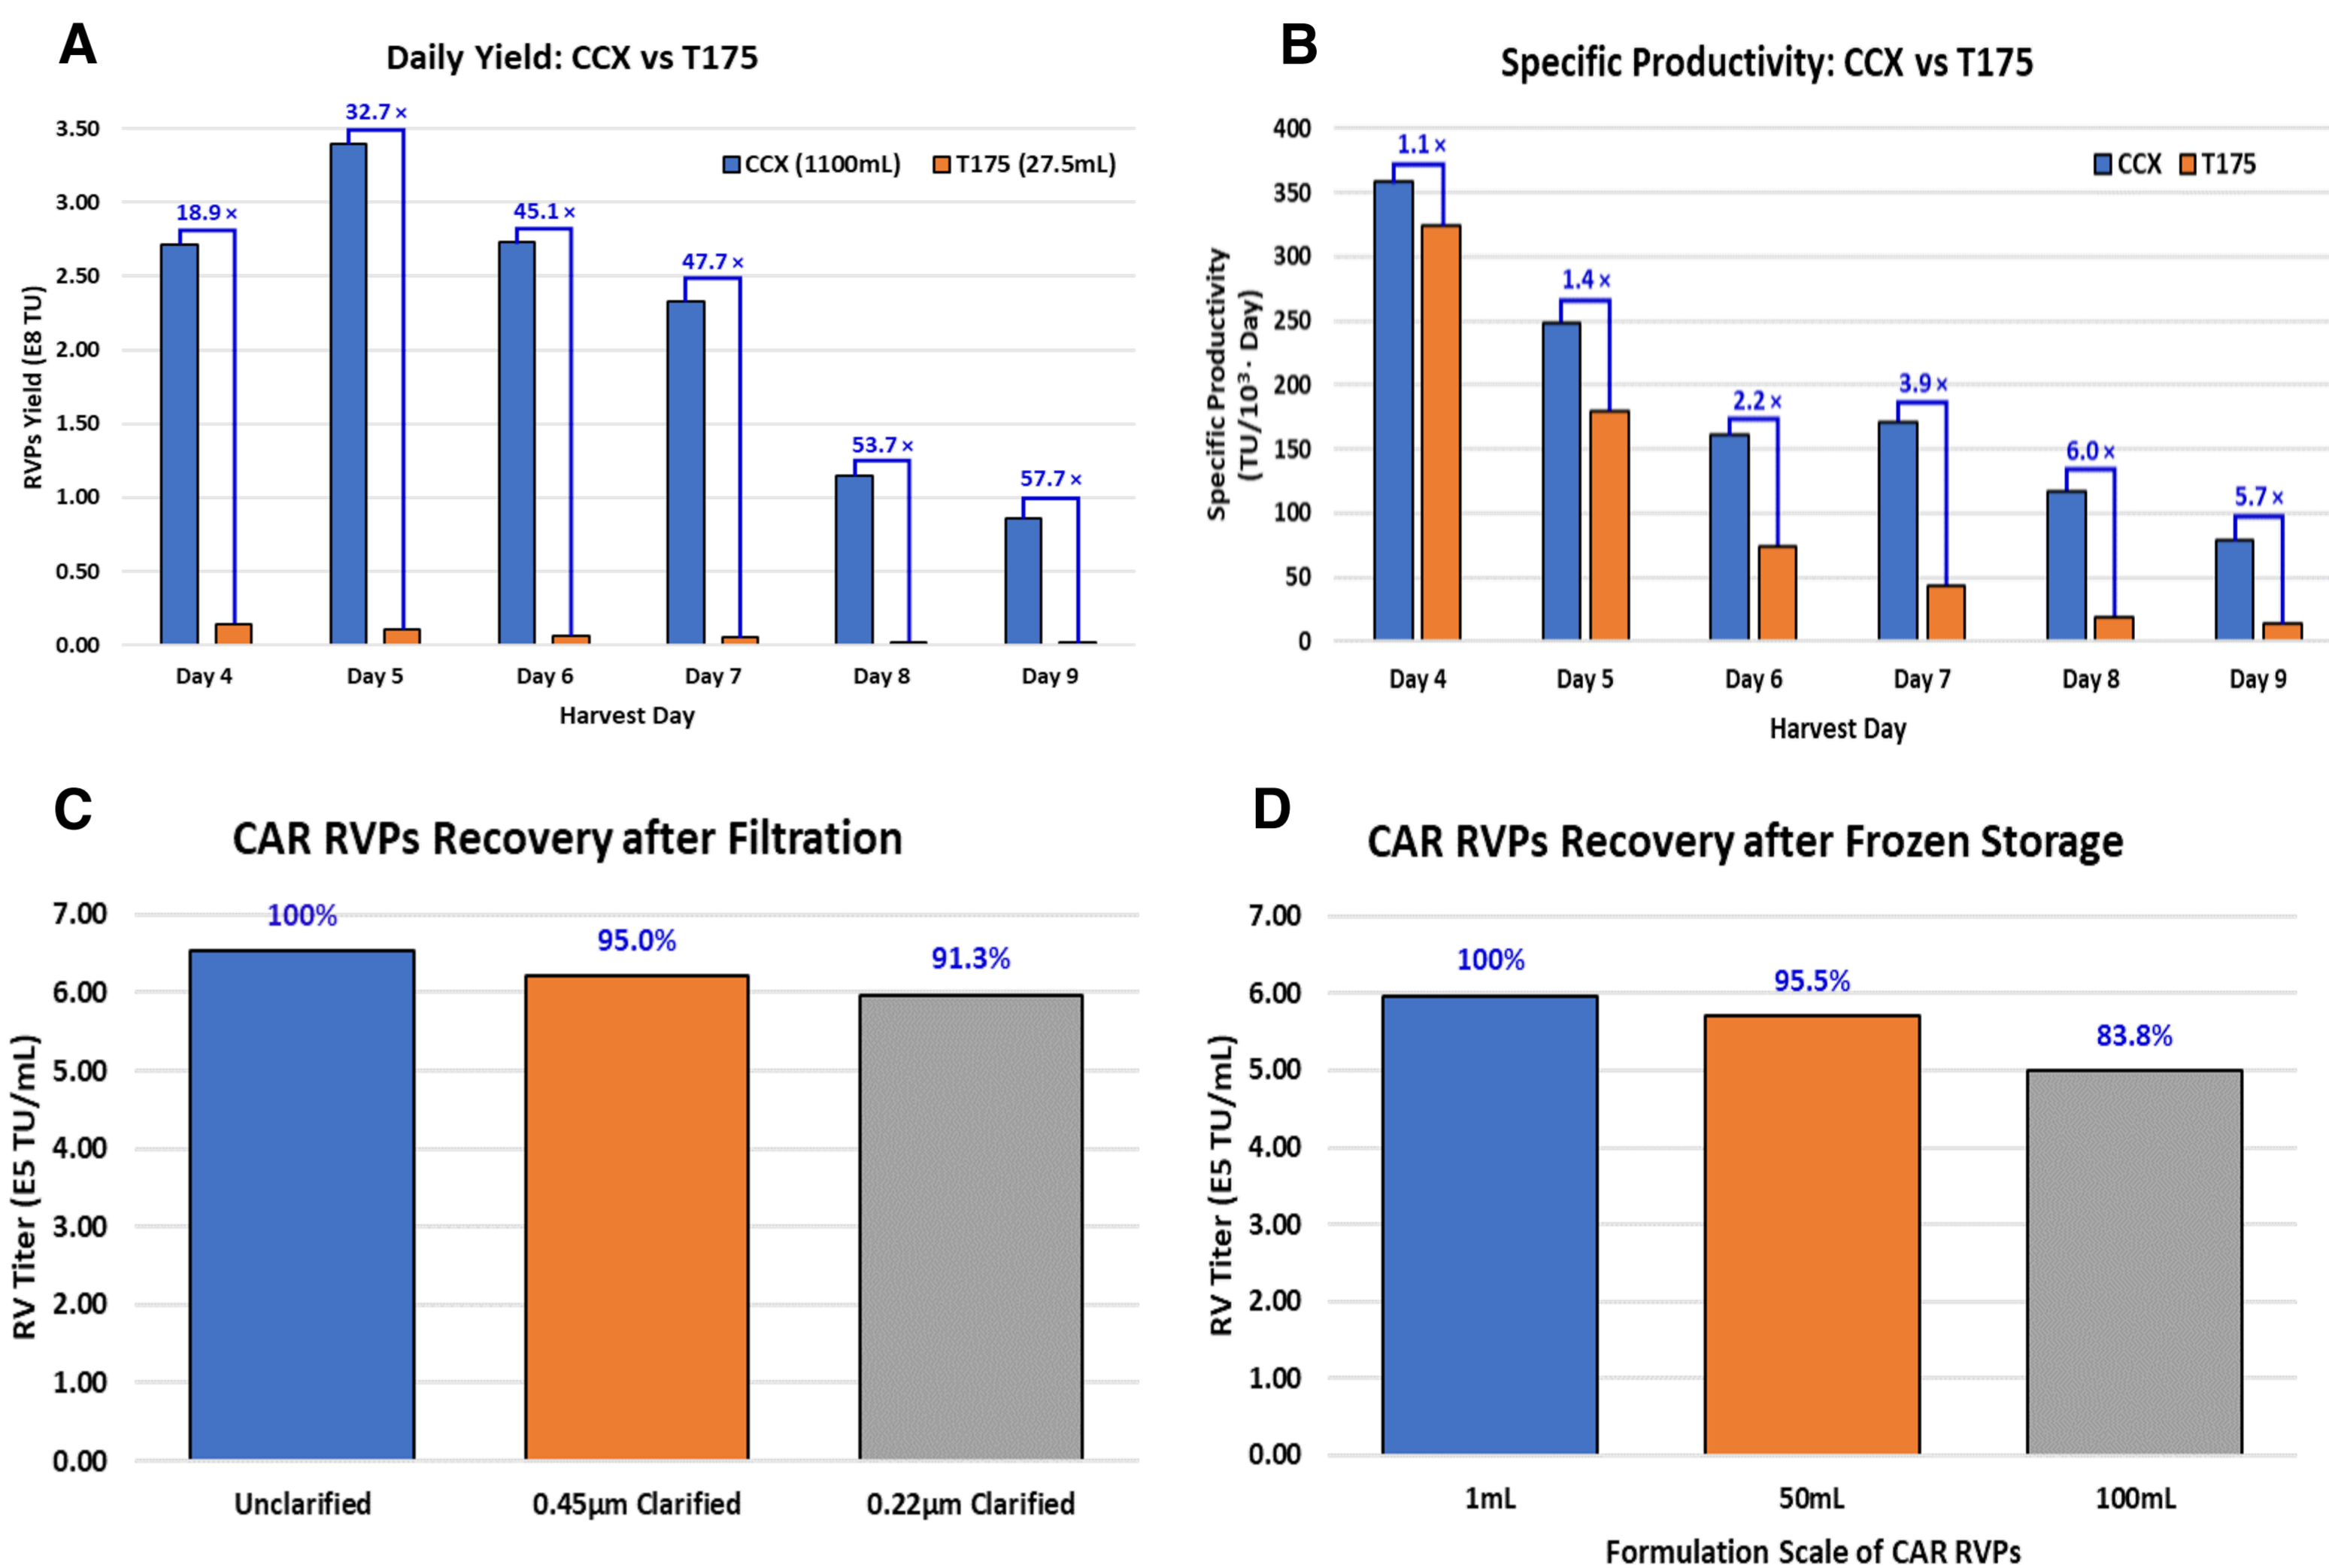 A
Daily Yield: CCX vs T175
RVPs Yield (E8 TU)
3.50
3.00
2.50
2.00
1.50
1.00
0.50
0.00
CCX (1100mL)
T175 (27.5mL)
18.9 ×
32.7 ×
45.1 ×
47.7 ×
53.7 ×
57.7 ×
Day 4
Day 5
Day 6
Day 7
Day 8
Day 9
Harvest Day
B
Specific Productivity: CCX vs T175
Specific Productivity
(TU/10³· Day)
400
350
300
250
200
150
100
50
0
CCX
T175
1.1 ×
1.4 ×
2.2 ×
3.9 ×
6.0 ×
5.7 ×
Day 4
Day 5
Day 6
Day 7
Day 8
Day 9
Harvest Day
C
CAR RVPs Recovery after Filtration
RV Titer (E5 TU/mL)
7.00
6.00
5.00
4.00
3.00
2.00
1.00
0.00
100%
95.0%
91.3%
Unclarified
0.45µm Clarified
0.22µm Clarified
D
CAR RVPs Recovery after Frozen Storage
RV Titer (E5 TU/mL)
7.00
6.00
5.00
4.00
3.00
2.00
1.00
0.00
100%
95.5%
83.8%
1mL
50mL
100mL
Formulation Scale of CAR RVPs